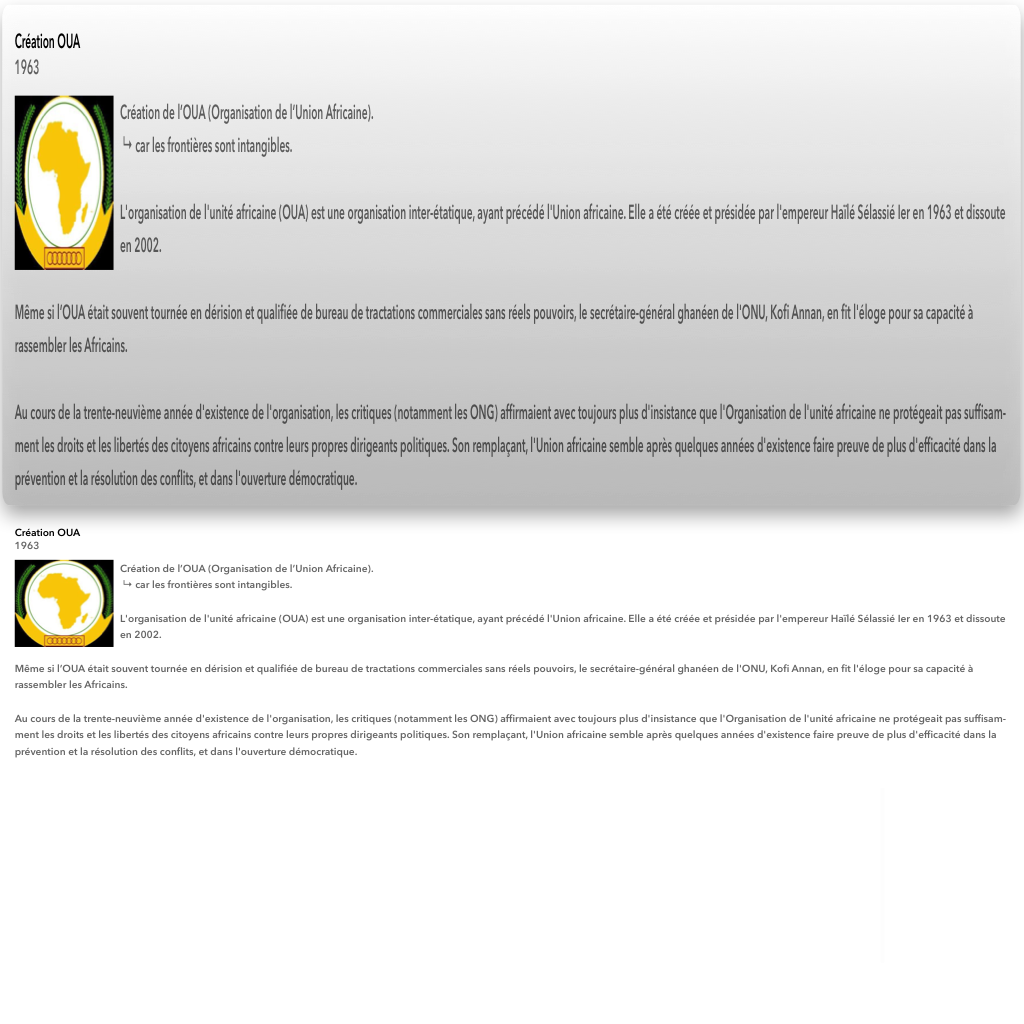 Création OUA
1963
Création de l’OUA (Organisation de l’Union Africaine).
↳ car les frontières sont intangibles.
L'organisation de l'unité africaine (OUA) est une organisation inter-étatique, ayant précédé l'Union africaine. Elle a été créée et présidée par l'empereur Haïlé Sélassié Ier en 1963 et dissoute
en 2002.
Même si l’OUA était souvent tournée en dérision et qualifiée de bureau de tractations commerciales sans réels pouvoirs, le secrétaire-général ghanéen de l'ONU, Kofi Annan, en fit l'éloge pour sa capacité à
rassembler les Africains.
Au cours de la trente-neuvième année d'existence de l'organisation, les critiques (notamment les ONG) affirmaient avec toujours plus d'insistance que l'Organisation de l'unité africaine ne protégeait pas suffisam-
ment les droits et les libertés des citoyens africains contre leurs propres dirigeants politiques. Son remplaçant, l'Union africaine semble après quelques années d'existence faire preuve de plus d'efficacité dans la
prévention et la résolution des conflits, et dans l'ouverture démocratique.
Création OUA
1963
Création de l’OUA (Organisation de l’Union Africaine).
↳ car les frontières sont intangibles.
L'organisation de l'unité africaine (OUA) est une organisation inter-étatique, ayant précédé l'Union africaine. Elle a été créée et présidée par l'empereur Haïlé Sélassié Ier en 1963 et dissoute
en 2002.
Même si l’OUA était souvent tournée en dérision et qualifiée de bureau de tractations commerciales sans réels pouvoirs, le secrétaire-général ghanéen de l'ONU, Kofi Annan, en fit l'éloge pour sa capacité à
rassembler les Africains.
Au cours de la trente-neuvième année d'existence de l'organisation, les critiques (notamment les ONG) affirmaient avec toujours plus d'insistance que l'Organisation de l'unité africaine ne protégeait pas suffisam-
ment les droits et les libertés des citoyens africains contre leurs propres dirigeants politiques. Son remplaçant, l'Union africaine semble après quelques années d'existence faire preuve de plus d'efficacité dans la
prévention et la résolution des conflits, et dans l'ouverture démocratique.